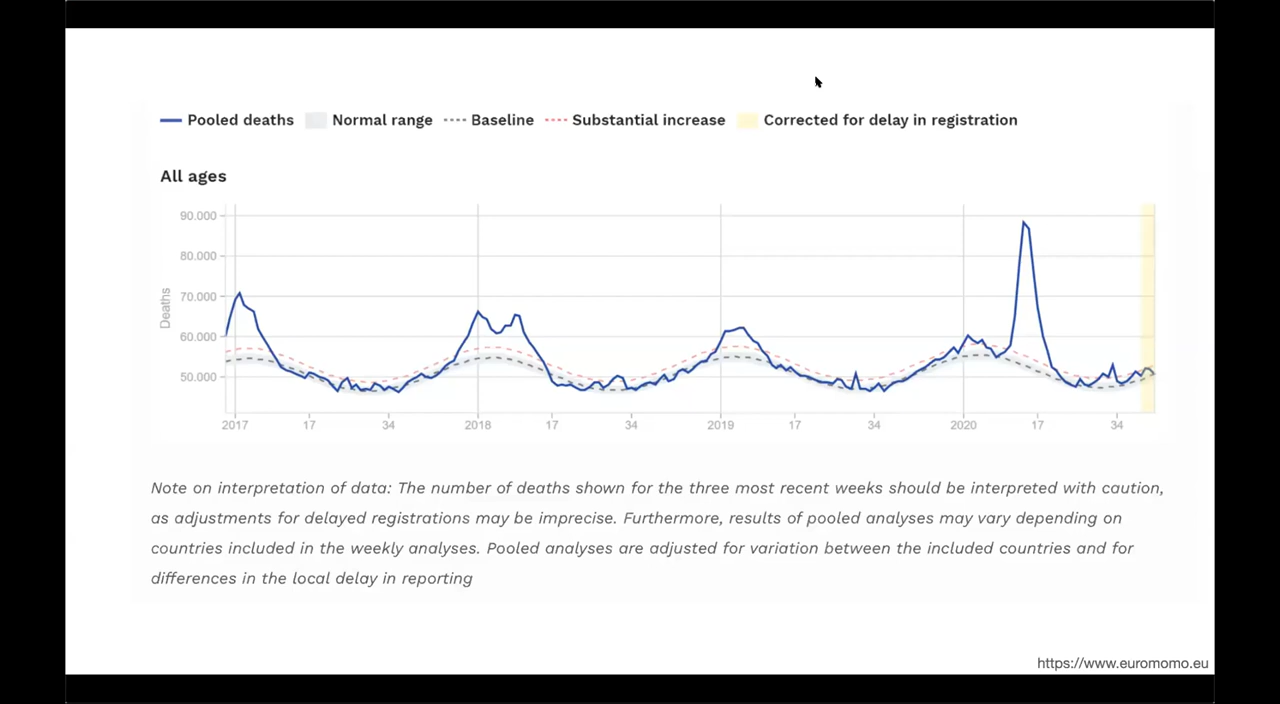 Pooled deaths Normal range Baseline Substantial increase Corrected for delay in registration
All ages
90.000
80.000
70.000
60.000
50.000
Deaths
2017 17 34 2018 17 34 2019 17 34 2020 17 34
Note on interpretation of data: The number of deaths shown for the three most recent weeks should be interpreted with caution,
as adjustments for delayed registrations may be imprecise. Furthermore, results of pooled analyses may vary depending on
countries included in the weekly analyses. Pooled analyses are adjusted for variation between the included countries and for
differences in the local delay in reporting
https://www.euromomo.eu